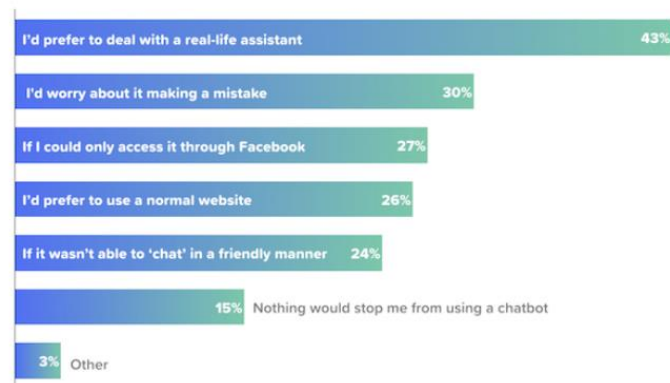 I'd prefer to deal with a real-life assistant 43%
I'd worry about it making a mistake 30%
If I could only access it through Facebook 27%
I'd prefer to use a normal website 26%
If it wasn't able to ‘chat’ in a friendly manner 24%
15% Nothing would stop me from using a chatbot
3% Other